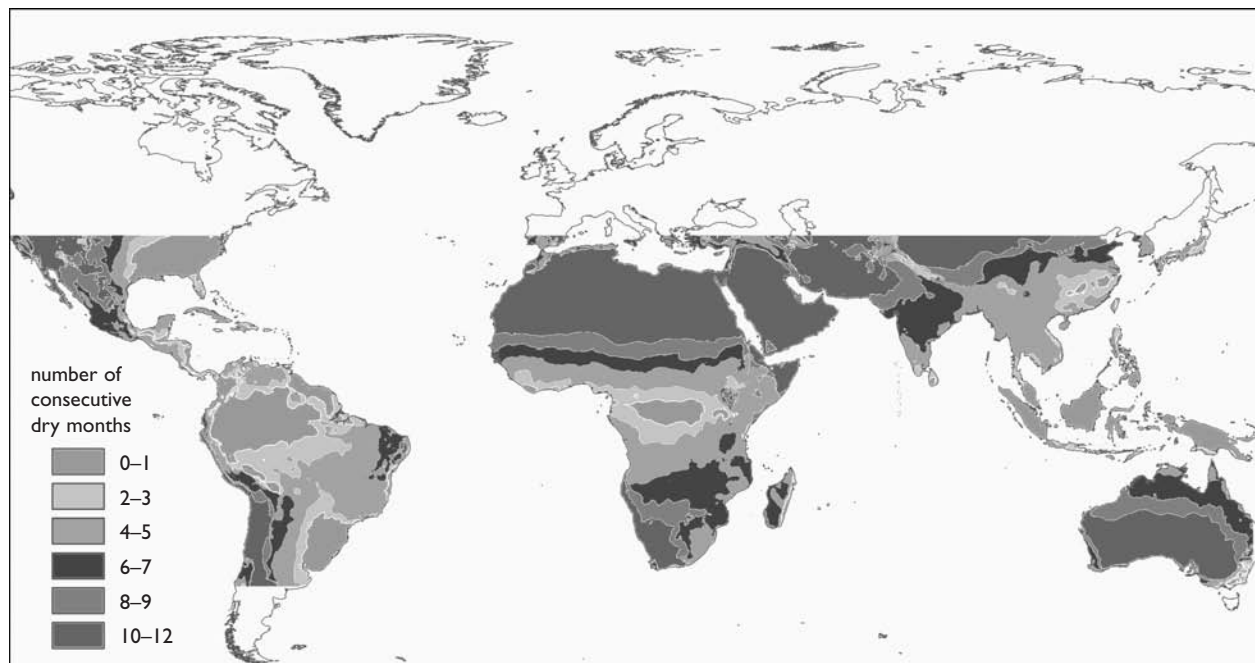 number of
consecutive
dry months
0–1
2–3
4–5
6–7
8–9
10–12